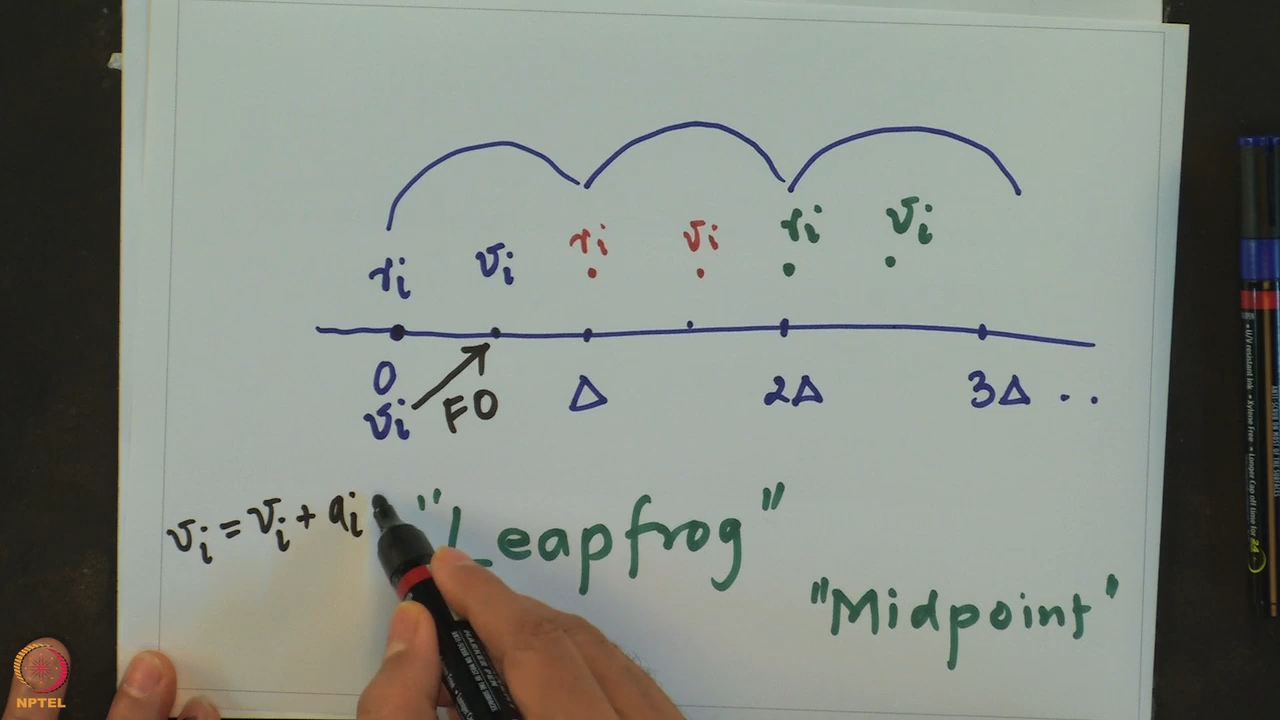 ri vi ri vi ri vi
0 Δ 2Δ 3Δ ..
vi FO
vi = vi + ai "Leapfrog"
"Midpoint"
NPTEL